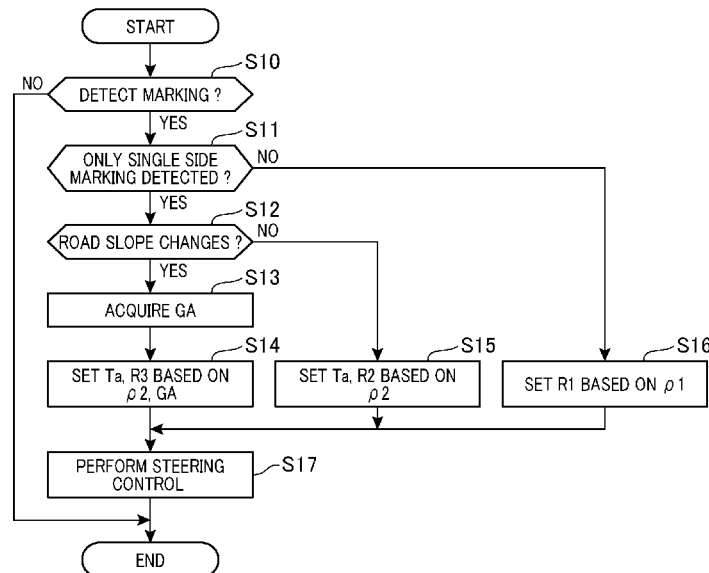 START
S10
NO
DETECT MARKING ?
YES
S11
ONLY SINGLE SIDE
MARKING DETECTED ?
NO
YES
S12
ROAD SLOPE CHANGES ?
NO
YES
S13
ACQUIRE GA
S14
SET Ta, R3 BASED ON
ρ2, GA
S15
SET Ta, R2 BASED ON
ρ2
S16
SET R1 BASED ON ρ1
PERFORM STEERING
CONTROL
S17
END